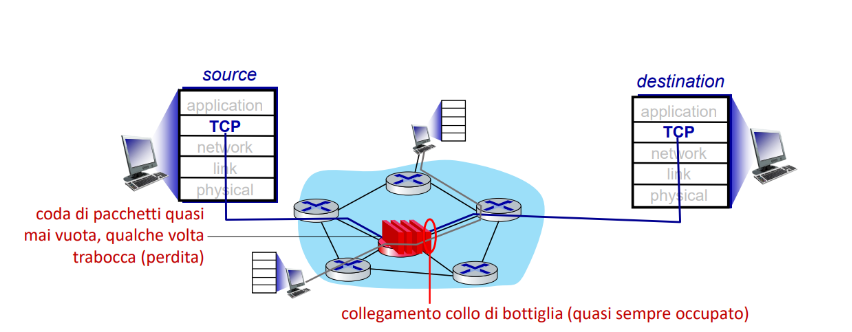 source
application
TCP
network
link
physical
destination
application
TCP
network
link
physical
coda di pacchetti quasi
mai vuota, qualche volta
trabocca (perdita)
collegamento collo di bottiglia (quasi sempre occupato)